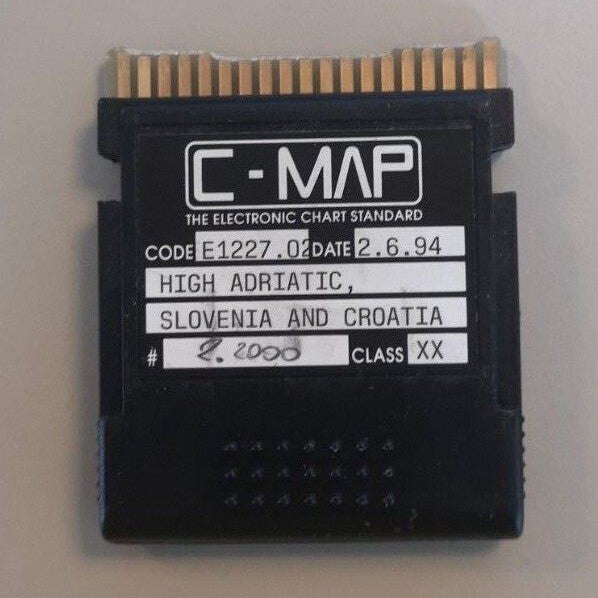 C-MAP
THE ELECTRONIC CHART STANDARD
CODE E1227.02 DATE 2.6.94
HIGH ADRIATIC,
SLOVENIA AND CROATIA
# 2.2000 CLASS XX